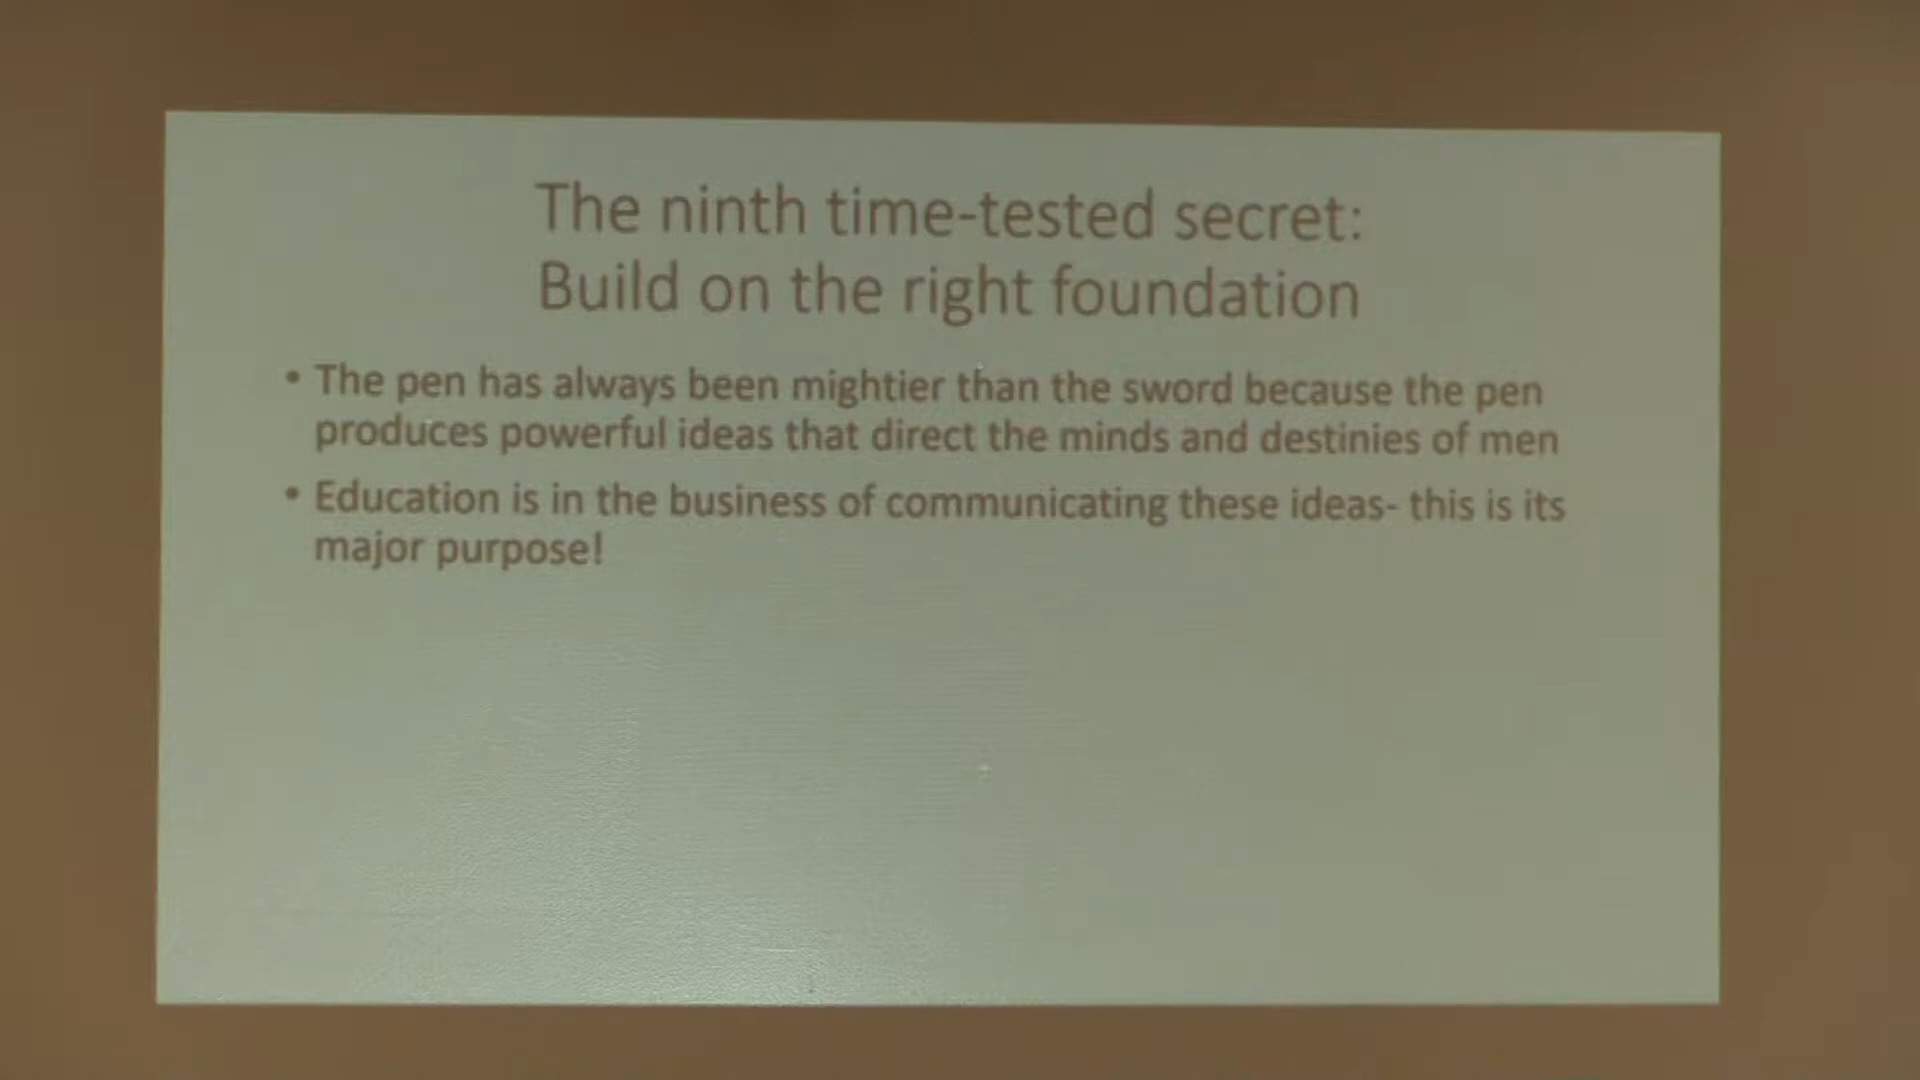 The ninth time-tested secret:
Build on the right foundation
• The pen has always been mightier than the sword because the pen
produces powerful ideas that direct the minds and destinies of men
• Education is in the business of communicating these ideas- this is its
major purpose!